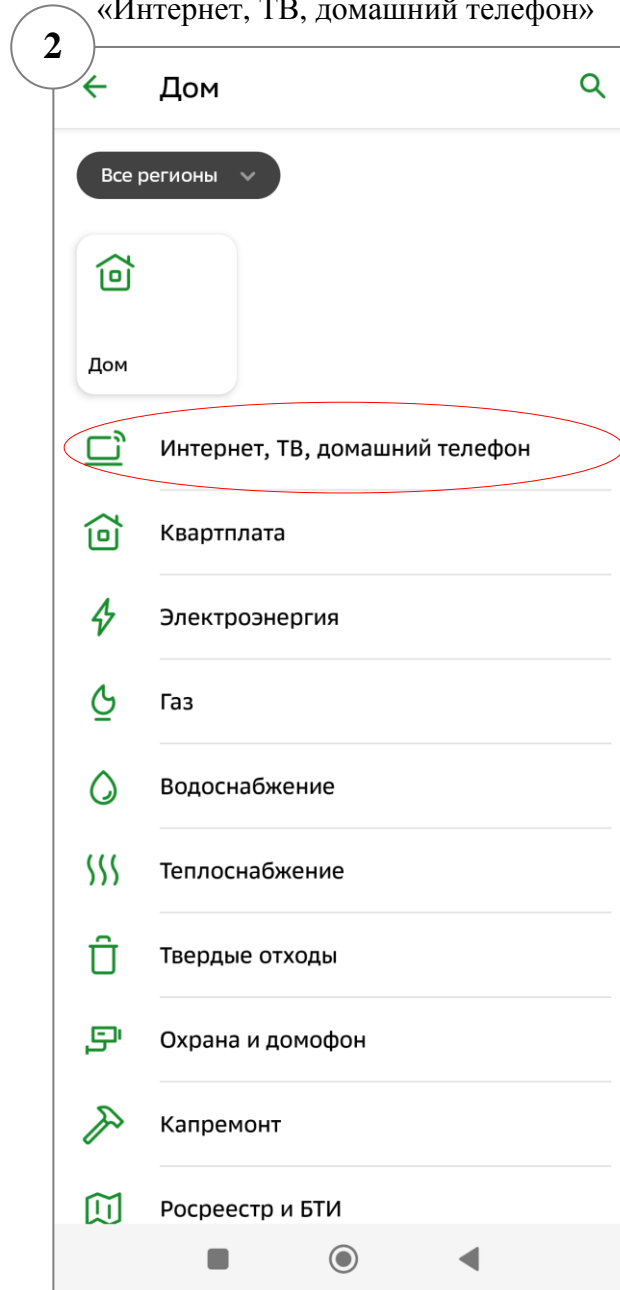 «Интернет, ТВ, домашний телефон»
2
Дом
Все регионы
Дом
Интернет, ТВ, домашний телефон
Квартплата
Электроэнергия
Газ
Водоснабжение
Теплоснабжение
Твердые отходы
Охрана и домофон
Капремонт
Росреестр и БТИ